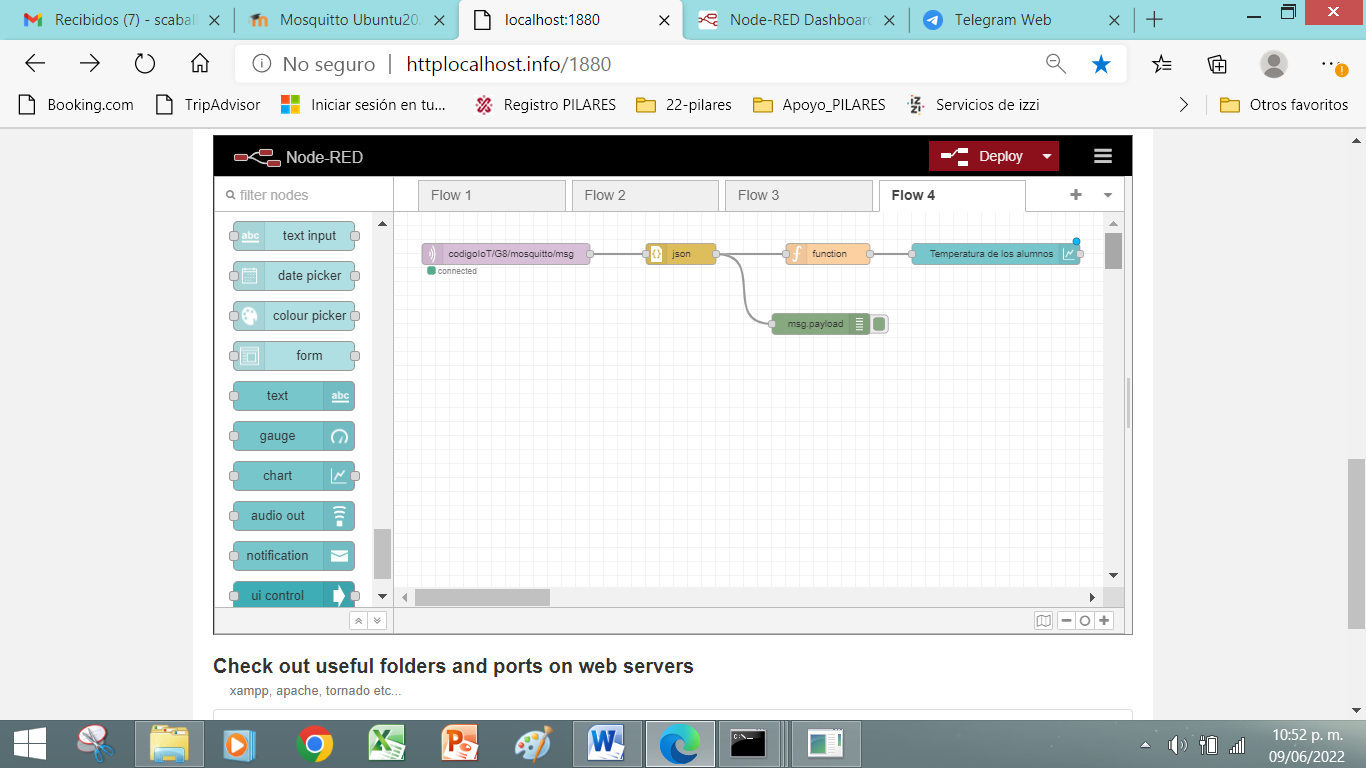 Recibidos (7) - scaball
Mosquitto Ubuntu20.
localhost:1880
Node-RED Dashboard
Telegram Web
No seguro | httplocalhost.info/1880
Booking.com
TripAdvisor
Iniciar sesión en tu...
Registro PILARES
22-pilares
Apoyo_PILARES
Servicios de izzi
Otros favoritos
Node-RED
Deploy
filter nodes
Flow 1
Flow 2
Flow 3
Flow 4
abc text input
date picker
colour picker
form
text abc
gauge
chart
audio out
notification
ui control
codigoIoT/G8/mosquitto/msg
connected
json
function
Temperatura de los alumnos
msg.payload
Check out useful folders and ports on web servers
xampp, apache, tornado etc...
10:52 p. m.
09/06/2022